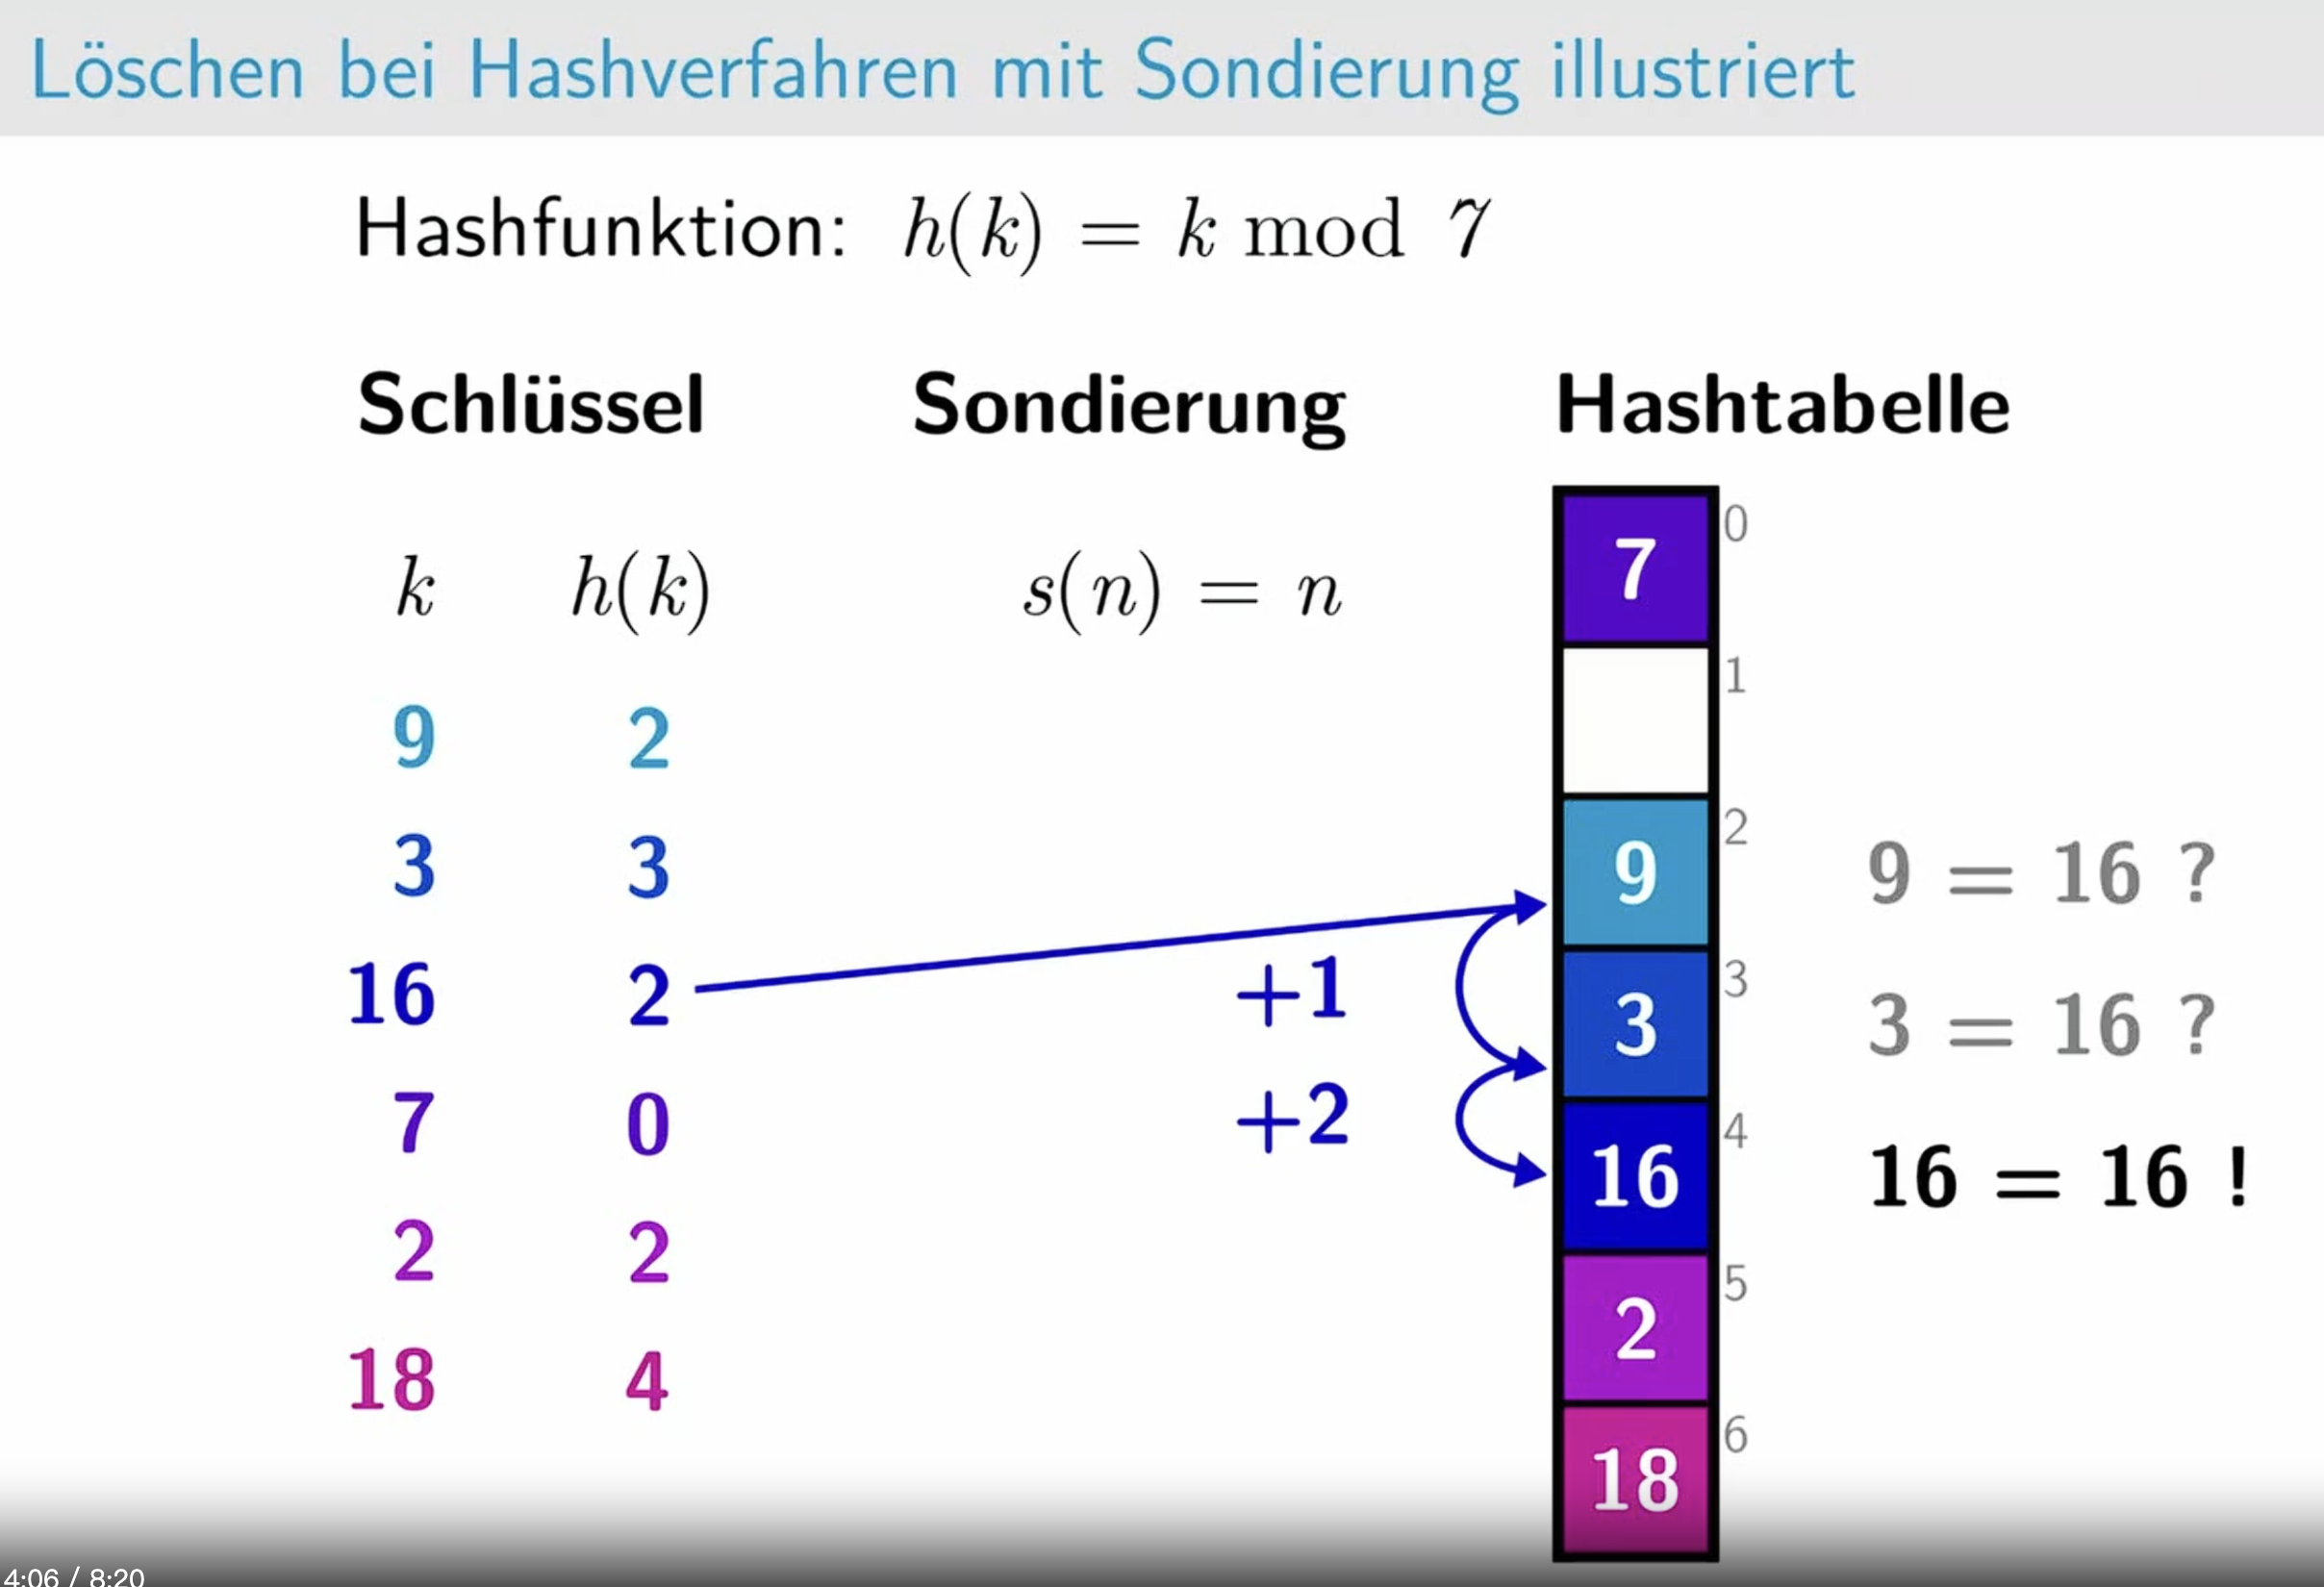 Löschen bei Hashverfahren mit Sondierung illustriert
Hashfunktion: h(k) = k mod 7
Schlüssel Sondierung Hashtabelle
k h(k) s(n) = n
7 0
1
9 2 
3 3
16 2 +1
7 0 +2
2 2
18 4
9 2 9 = 16 ?
3 3 3 = 16 ?
16 4 16 = 16 !
2 5
18 6
4:06 / 8:20